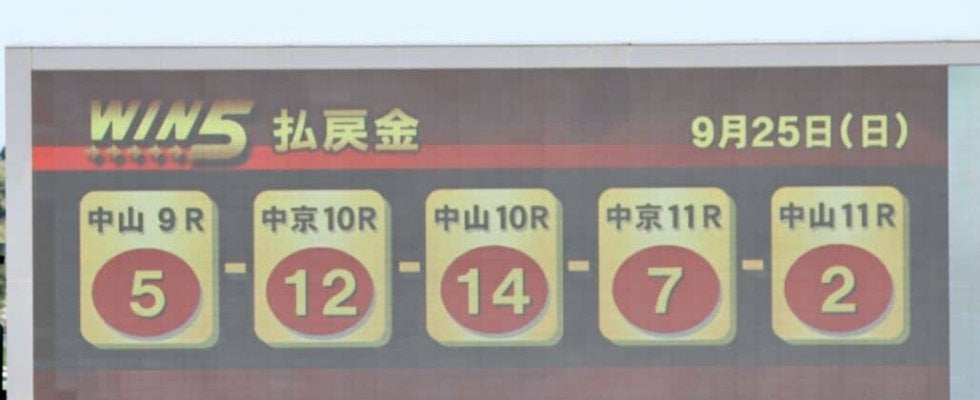 WIN5 払戻金 9月25日(日)
中山 9R 中京10R 中山10R 中京11R 中山11R
5 - 12 - 14 - 7 - 2